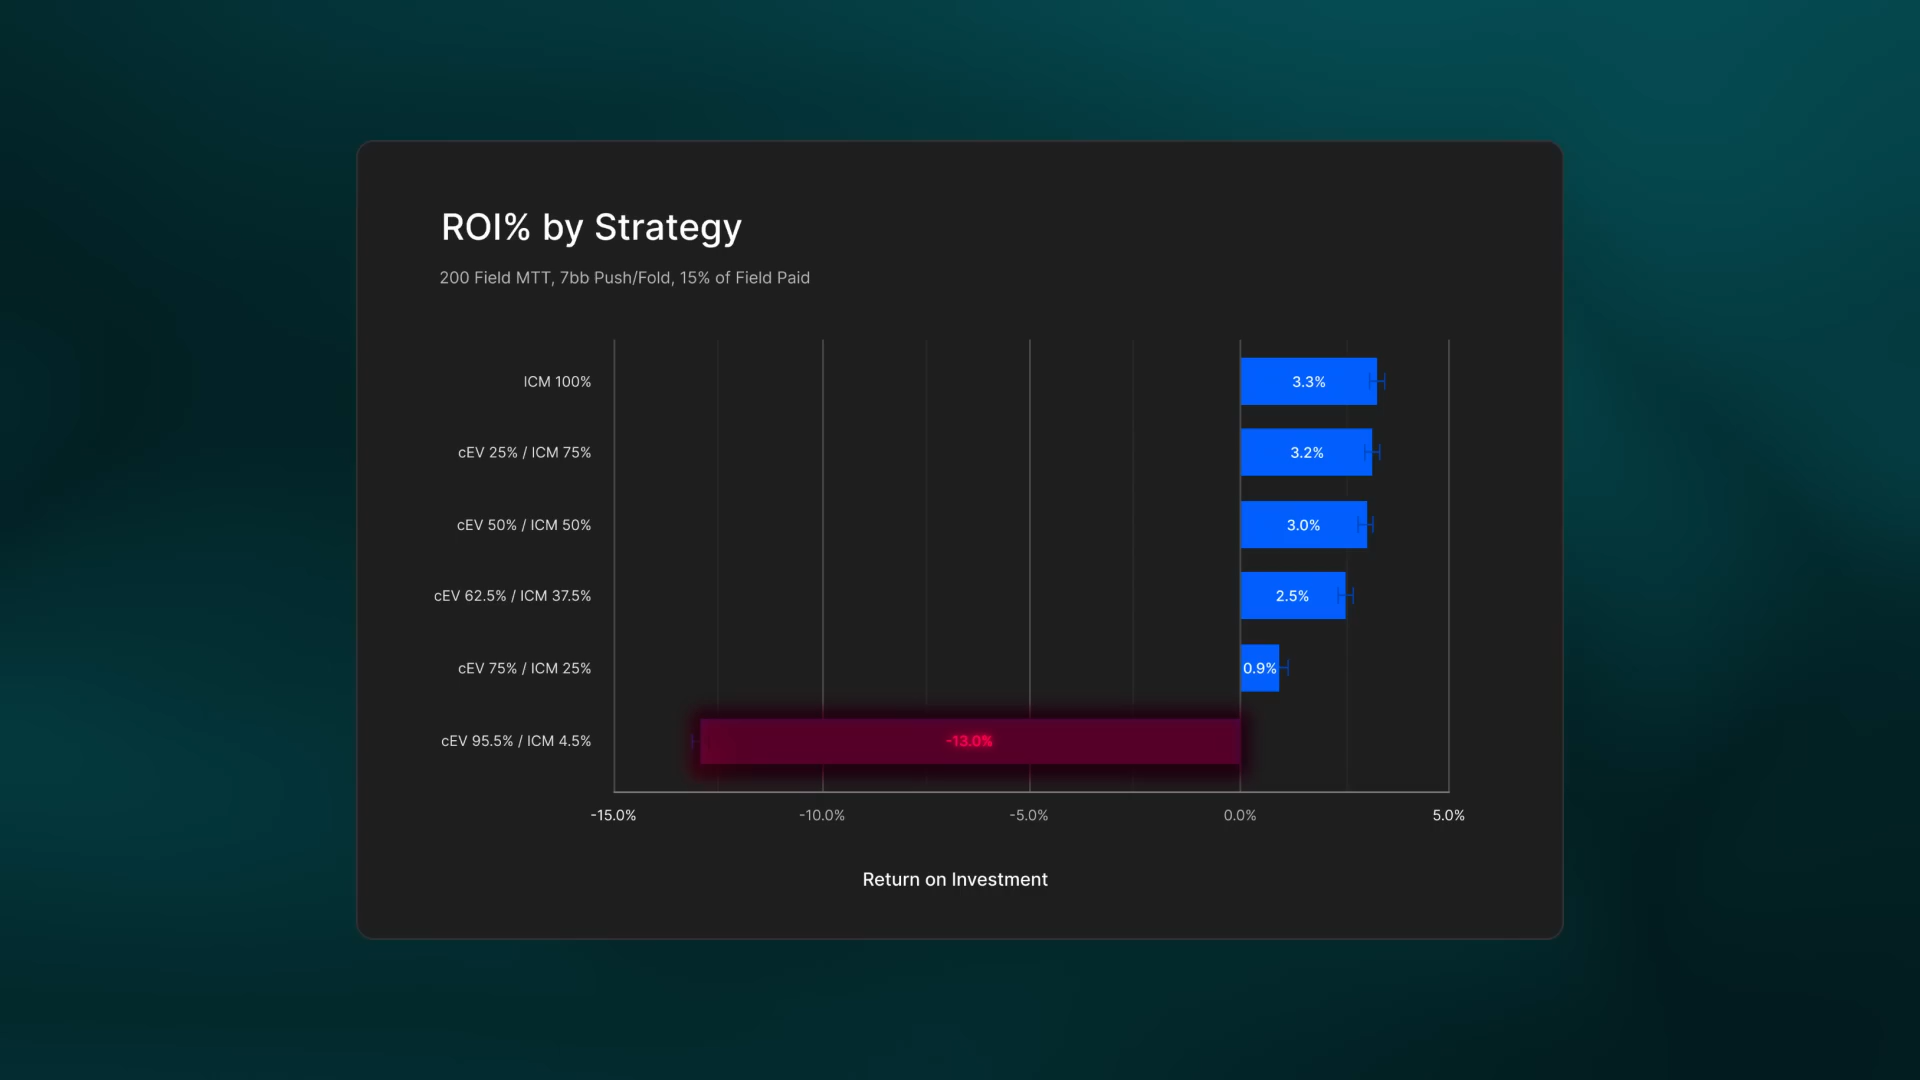 ROI% by Strategy
200 Field MTT, 7bb Push/Fold, 15% of Field Paid
ICM 100%
3.3%
cEV 25% / ICM 75%
3.2%
cEV 50% / ICM 50%
3.0%
cEV 62.5% / ICM 37.5%
2.5%
cEV 75% / ICM 25%
0.9%
cEV 95.5% / ICM 4.5%
-13.0%
-15.0%
-10.0%
-5.0%
0.0%
5.0%
Return on Investment